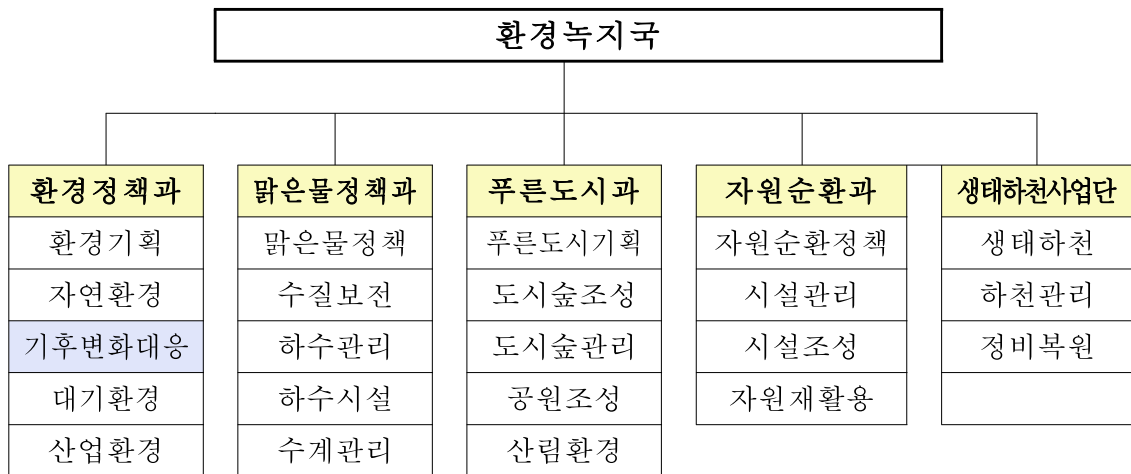 환경녹지국
환경정책과
환경기획
자연환경
기후변화대응
대기환경
산업환경
맑은물정책과
맑은물정책
수질보전
하수관리
하수시설
수계관리
푸른도시과
푸른도시기획
도시숲조성
도시숲관리
공원조성
산림환경
자원순환과
자원순환정책
시설관리
시설조성
자원재활용
생태하천사업단
생태하천
하천관리
정비복원